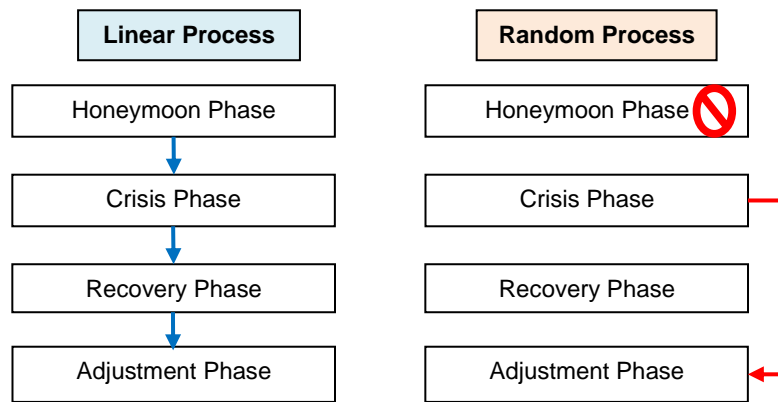 Linear Process
Honeymoon Phase
Crisis Phase
Recovery Phase
Adjustment Phase
Random Process
Honeymoon Phase
Crisis Phase
Recovery Phase
Adjustment Phase